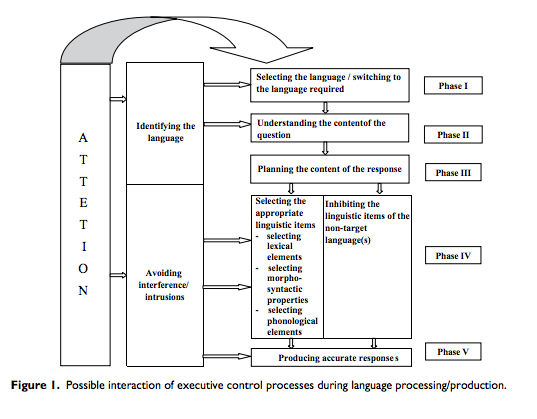 A
T
T
E
T
I
O
N
Identifying the
language
Avoiding
interference/
intrusions
Selecting the language / switching to
the language required
Understanding the contentof the
question
Planning the content of the response
Selecting the
appropriate
linguistic items
- selecting
lexical
elements
- selecting
morpho-
syntactic
properties
- selecting
phonological
elements
Inhibiting the
linguistic items of the
non-target
language(s)
Producing accurate responses
Phase I
Phase II
Phase III
Phase IV
Phase V
Figure 1. Possible interaction of executive control processes during language processing/production.